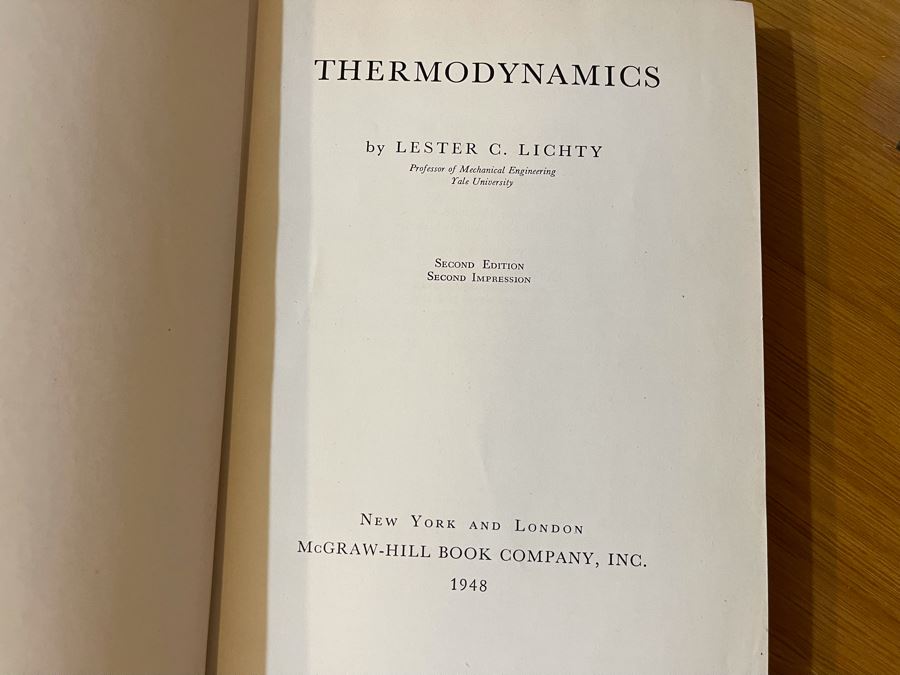 THERMODYNAMICS
by LESTER C. LICHTY
Professor of Mechanical Engineering
Yale University
Second Edition
Second Impression
New York and London
McGRAW-HILL BOOK COMPANY, INC.
1948